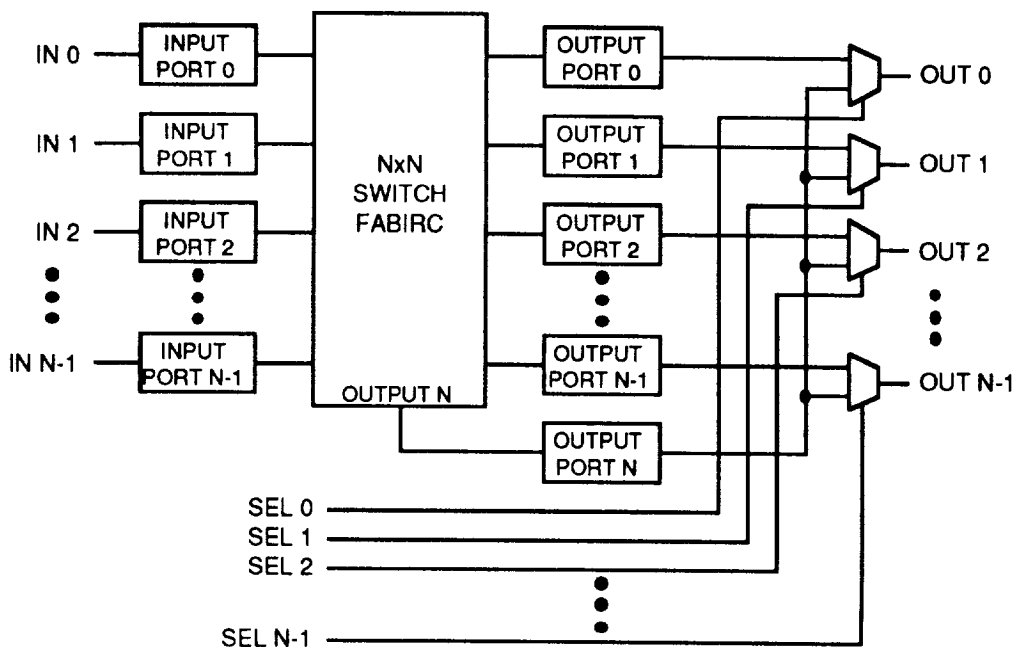 IN 0
INPUT
PORT 0
OUTPUT
PORT 0
OUT 0
IN 1
INPUT
PORT 1
NxN
SWITCH
FABIRC
OUTPUT
PORT 1
OUT 1
IN 2
INPUT
PORT 2
OUTPUT
PORT 2
OUT 2
IN N-1
INPUT
PORT N-1
OUTPUT N
OUTPUT
PORT N-1
OUT N-1
OUTPUT
PORT N
SEL 0
SEL 1
SEL 2
SEL N-1